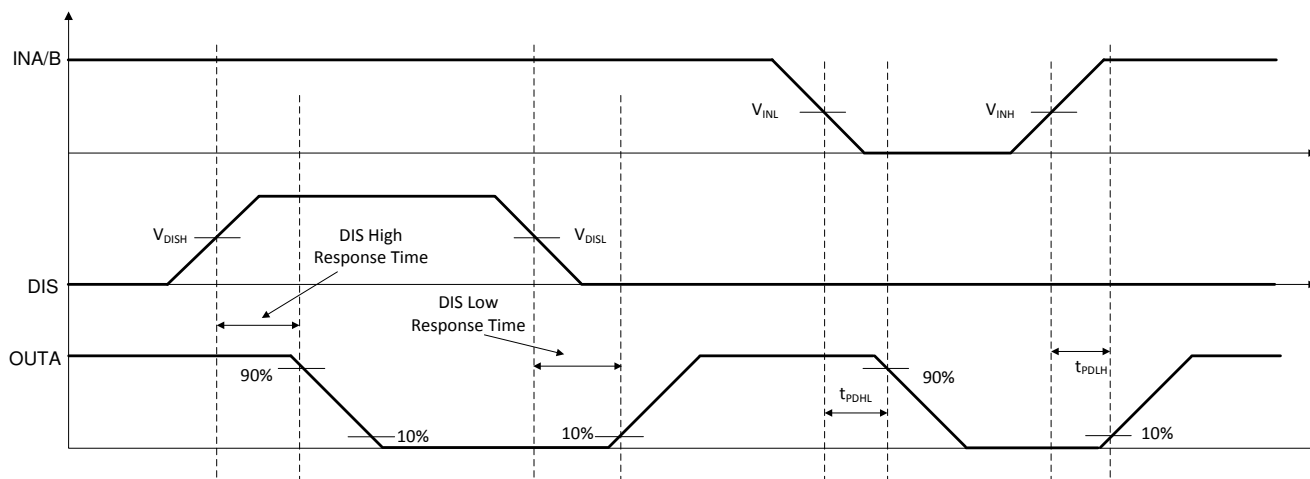 INA/B
V_INL
V_INH
V_DISH
DIS High
Response Time
V_DISL
DIS
DIS Low
Response Time
OUTA
90%
10%
10%
t_PDHL
90%
t_PDLH
10%